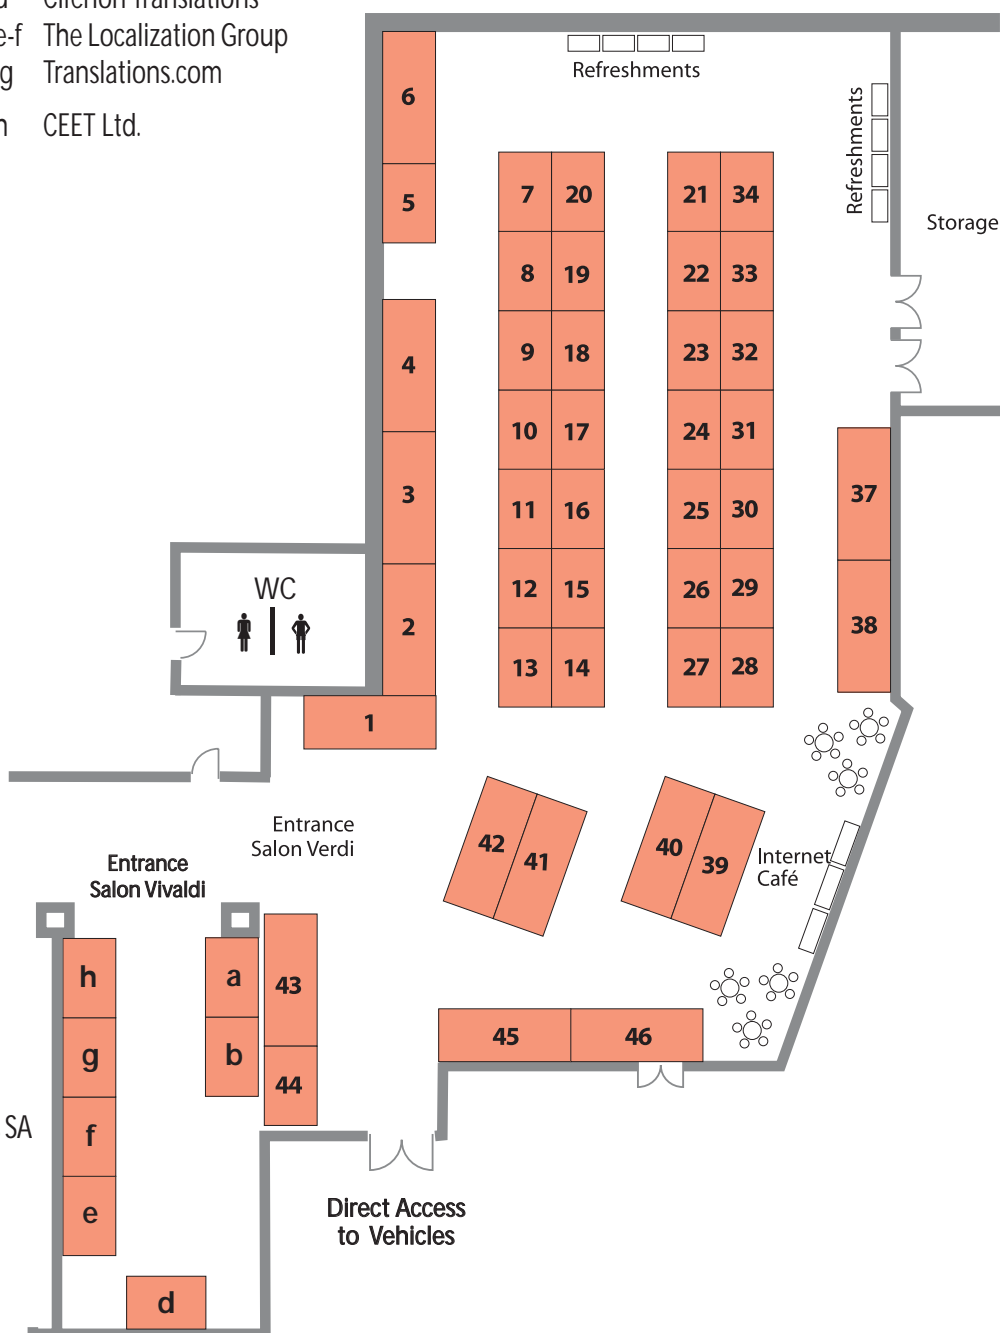 e-f The Localization Group
g Translations.com
CEET Ltd.
Refreshments
Refreshments
Storage
6
5
7 20 21 34
8 19 22 33
9 18 23 32
4
10 17 24 31
3
11 16 25 30
37
12 15 26 29
WC
2
38
13 14 27 28
1
Entrance
Salon Verdi
42 41
40 39
Internet
Café
Entrance
Salon Vivaldi
h
a
43
g
b
44
45 46
SA
f
e
d
Direct Access
to Vehicles